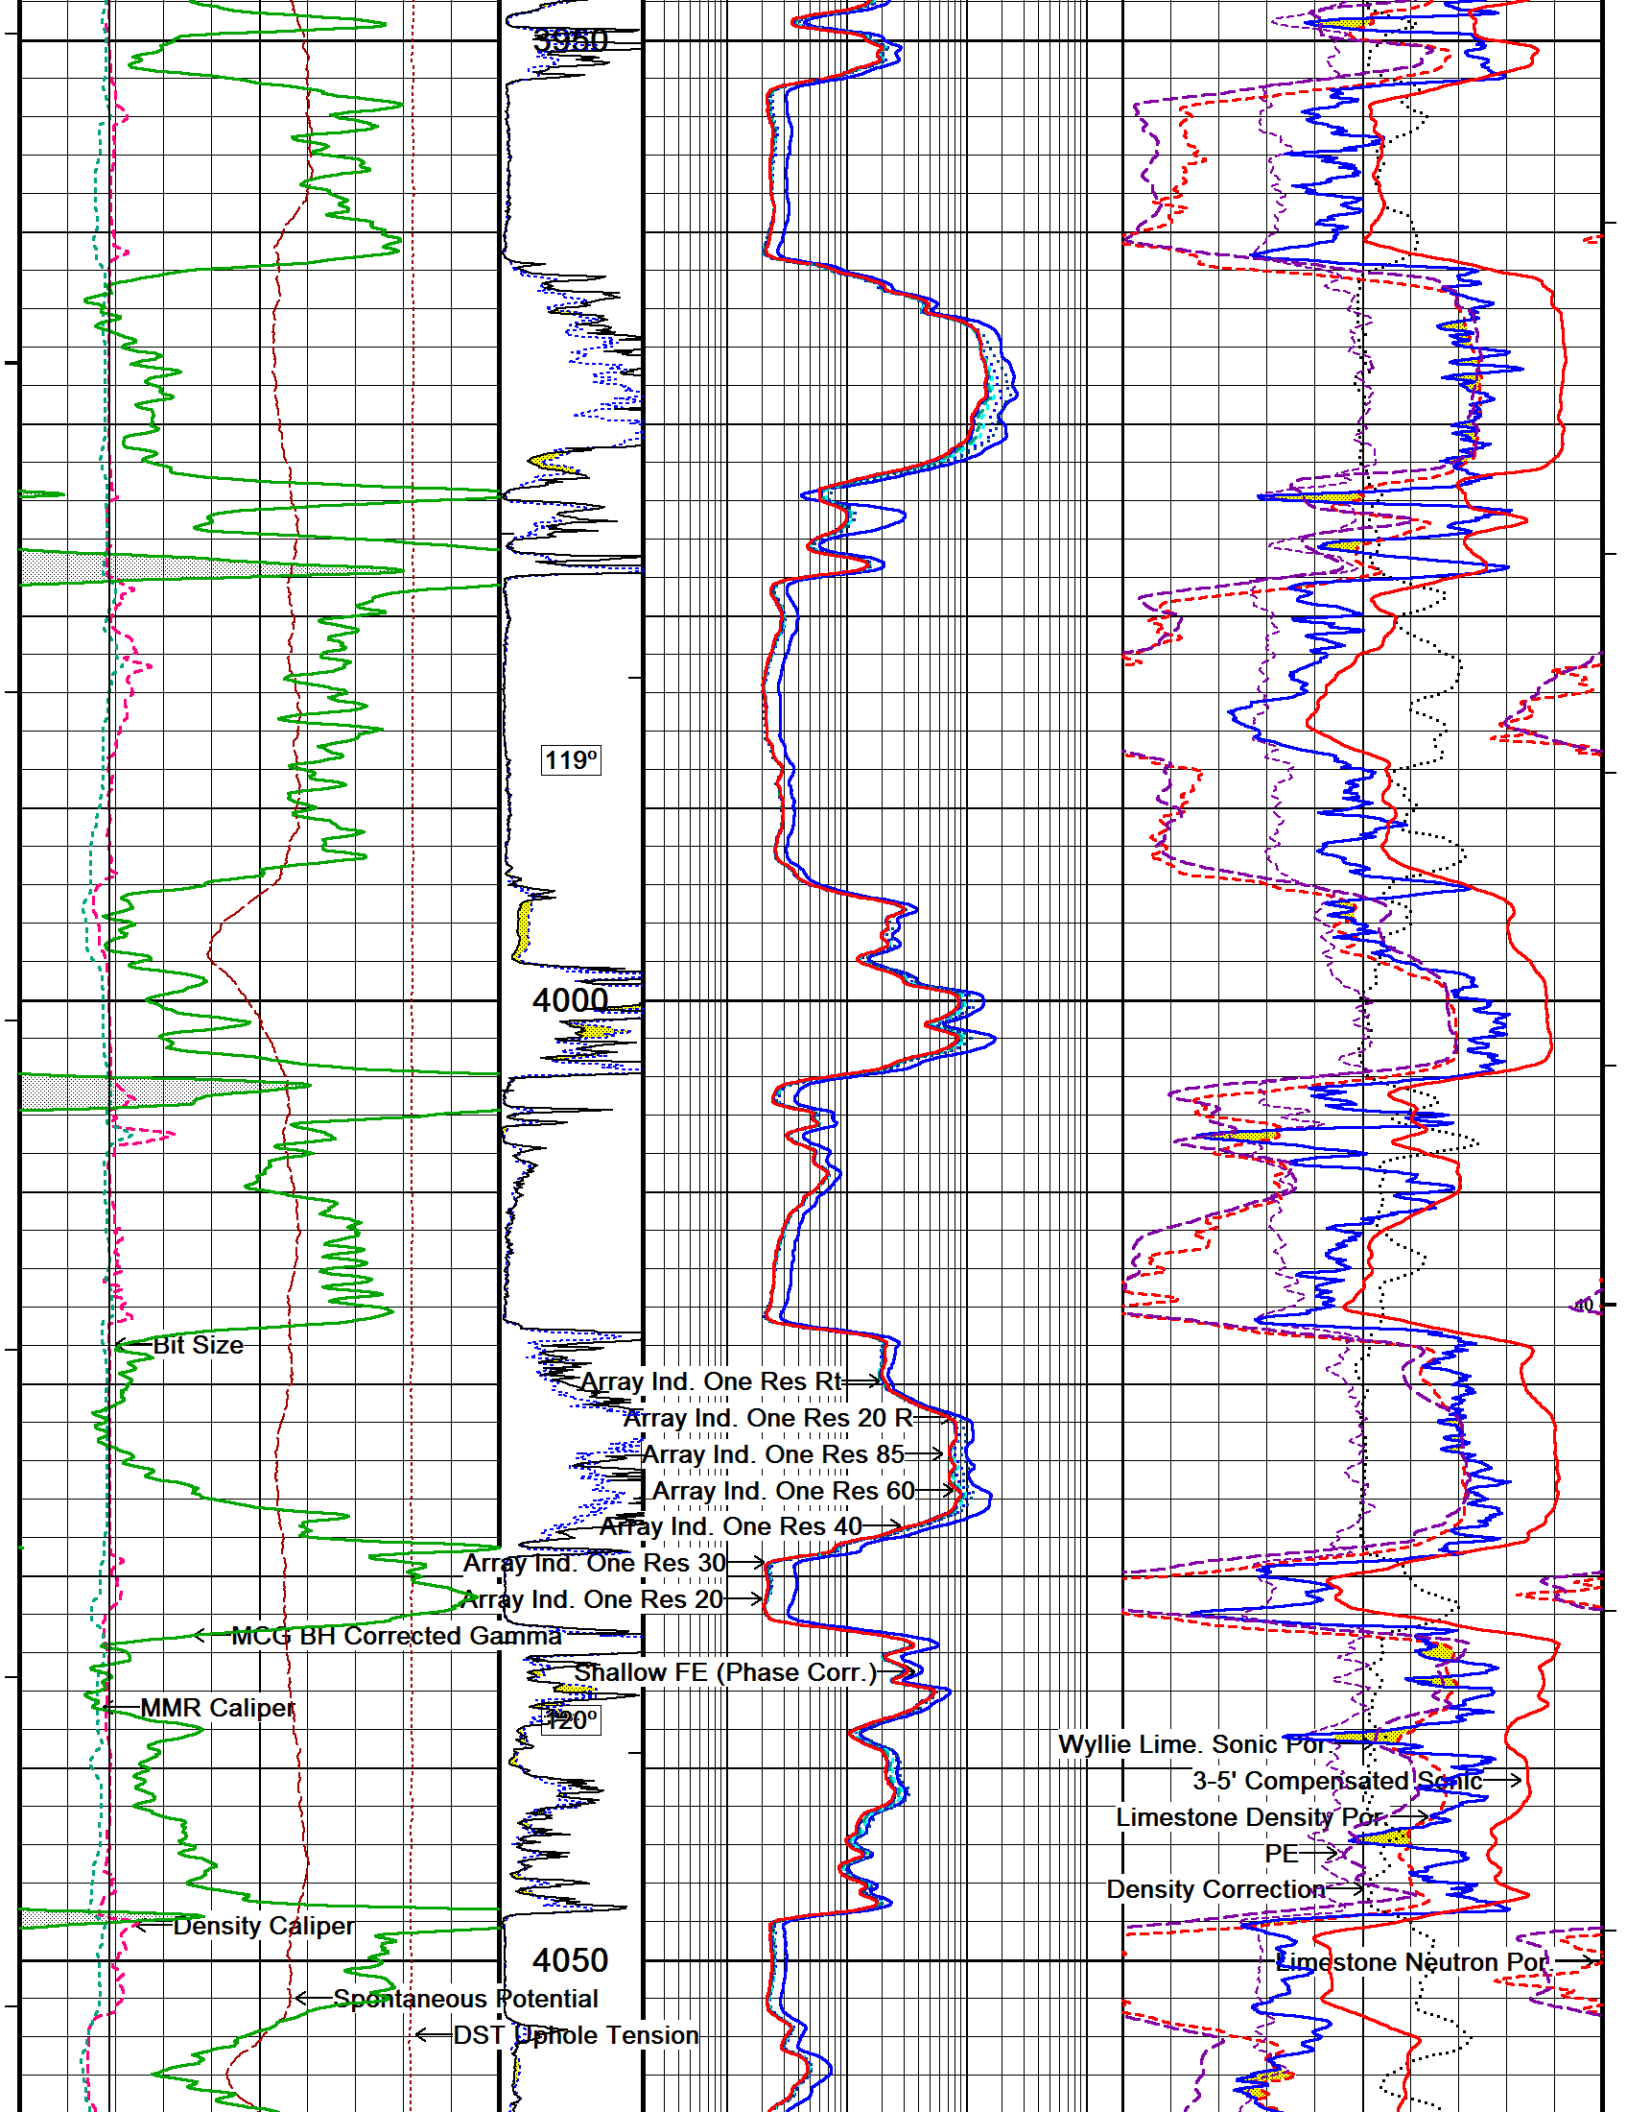 3950
119º
4000
40
Bit Size
Array Ind. One Res Rt
Array Ind. One Res 20 R
Array Ind. One Res 85
Array Ind. One Res 60
Array Ind. One Res 40
Array Ind. One Res 30
Array Ind. One Res 20
MCG BH Corrected Gamma
Shallow FE (Phase Corr.)
MMR Caliper
120º
Wyllie Lime. Sonic Por.
3-5' Compensated Sonic
Limestone Density Por.
PE
Density Correction
Density Caliper
4050
Limestone Neutron Por.
Spontaneous Potential
DST Uphole Tension